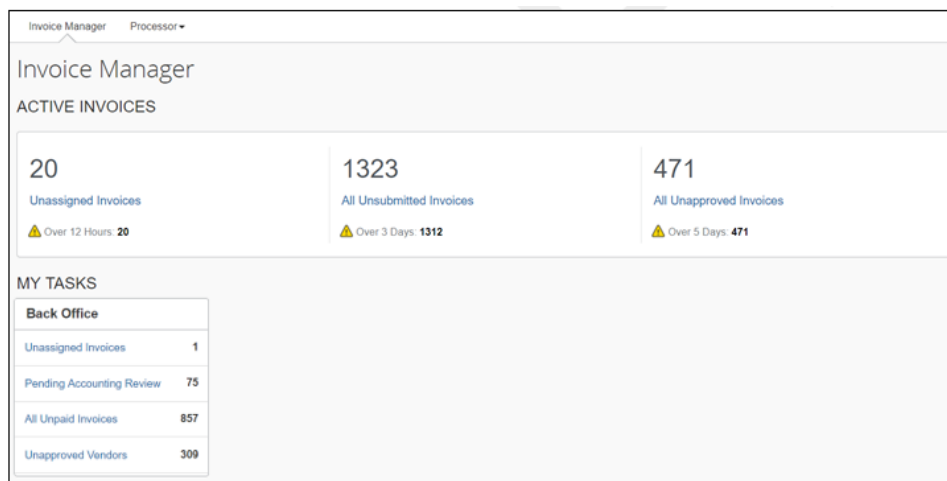 Invoice Manager Processor
Invoice Manager
ACTIVE INVOICES
20 1323 471
Unassigned Invoices All Unsubmitted Invoices All Unapproved Invoices
Over 12 Hours: 20 Over 3 Days: 1312 Over 5 Days: 471
MY TASKS
Back Office
Unassigned Invoices 1
Pending Accounting Review 75
All Unpaid Invoices 857
Unapproved Vendors 309